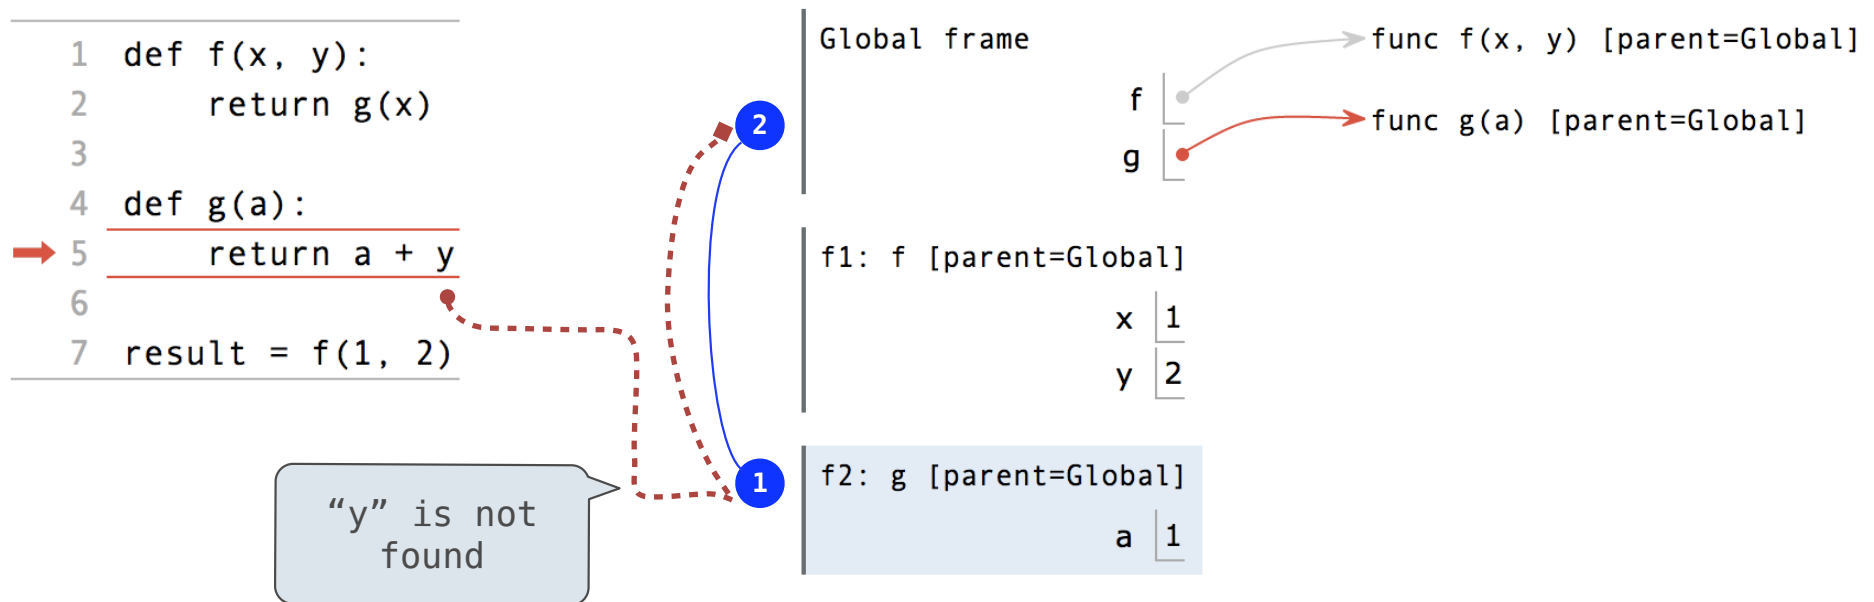 1 def f(x, y):
2     return g(x)
3
4 def g(a):
5     return a + y
6
7 result = f(1, 2)
“y” is not
found
2
1
Global frame
f
g
func f(x, y) [parent=Global]
func g(a) [parent=Global]
f1: f [parent=Global]
x 1
y 2
f2: g [parent=Global]
a 1